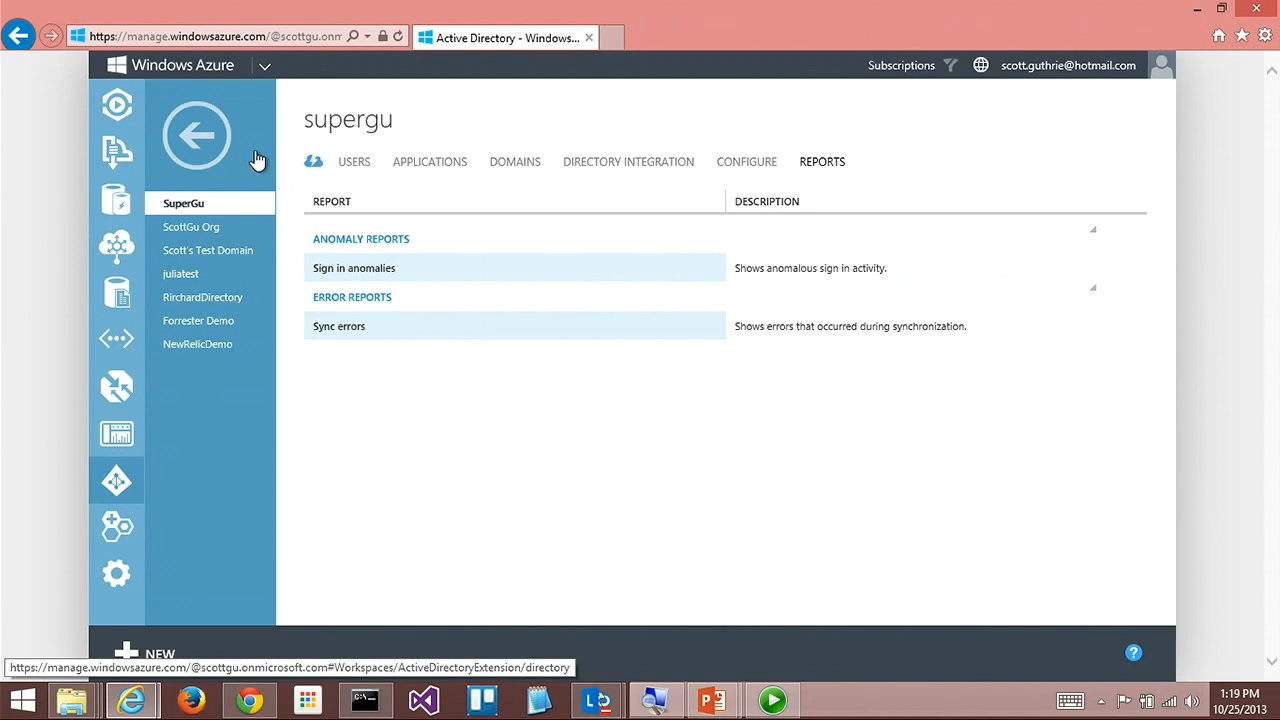 https://manage.windowsazure.com/@scottgu.onm
Active Directory - Windows...
Windows Azure
Subscriptions
scott.guthrie@hotmail.com
supergu
USERS APPLICATIONS DOMAINS DIRECTORY INTEGRATION CONFIGURE REPORTS
SuperGu
ScottGu Org
Scott's Test Domain
juliatest
RirchardDirectory
Forrester Demo
NewRelicDemo
REPORT DESCRIPTION
ANOMALY REPORTS
Sign in anomalies Shows anomalous sign in activity.
ERROR REPORTS
Sync errors Shows errors that occurred during synchronization.
NEW
?
https://manage.windowsazure.com/@scottgu.onmicrosoft.com#Workspaces/ActiveDirectoryExtension/directory
1:19 PM
10/25/2013